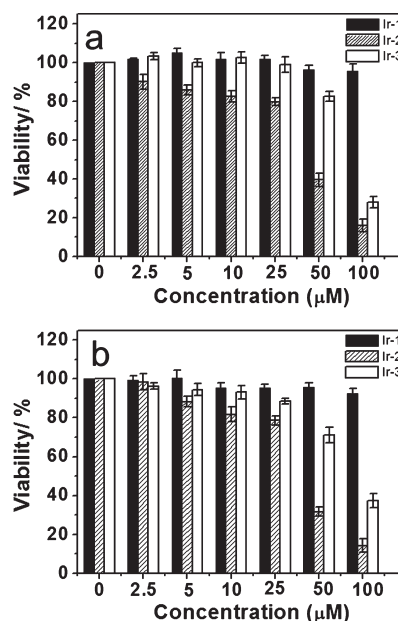 a
Ir-1
Ir-2
Ir-3
120
100
80
60
40
20
0
Viability/ %
0 2.5 5 10 25 50 100
Concentration (μM)
b
Ir-1
Ir-2
Ir-3
120
100
80
60
40
20
0
Viability/ %
0 2.5 5 10 25 50 100
Concentration (μM)